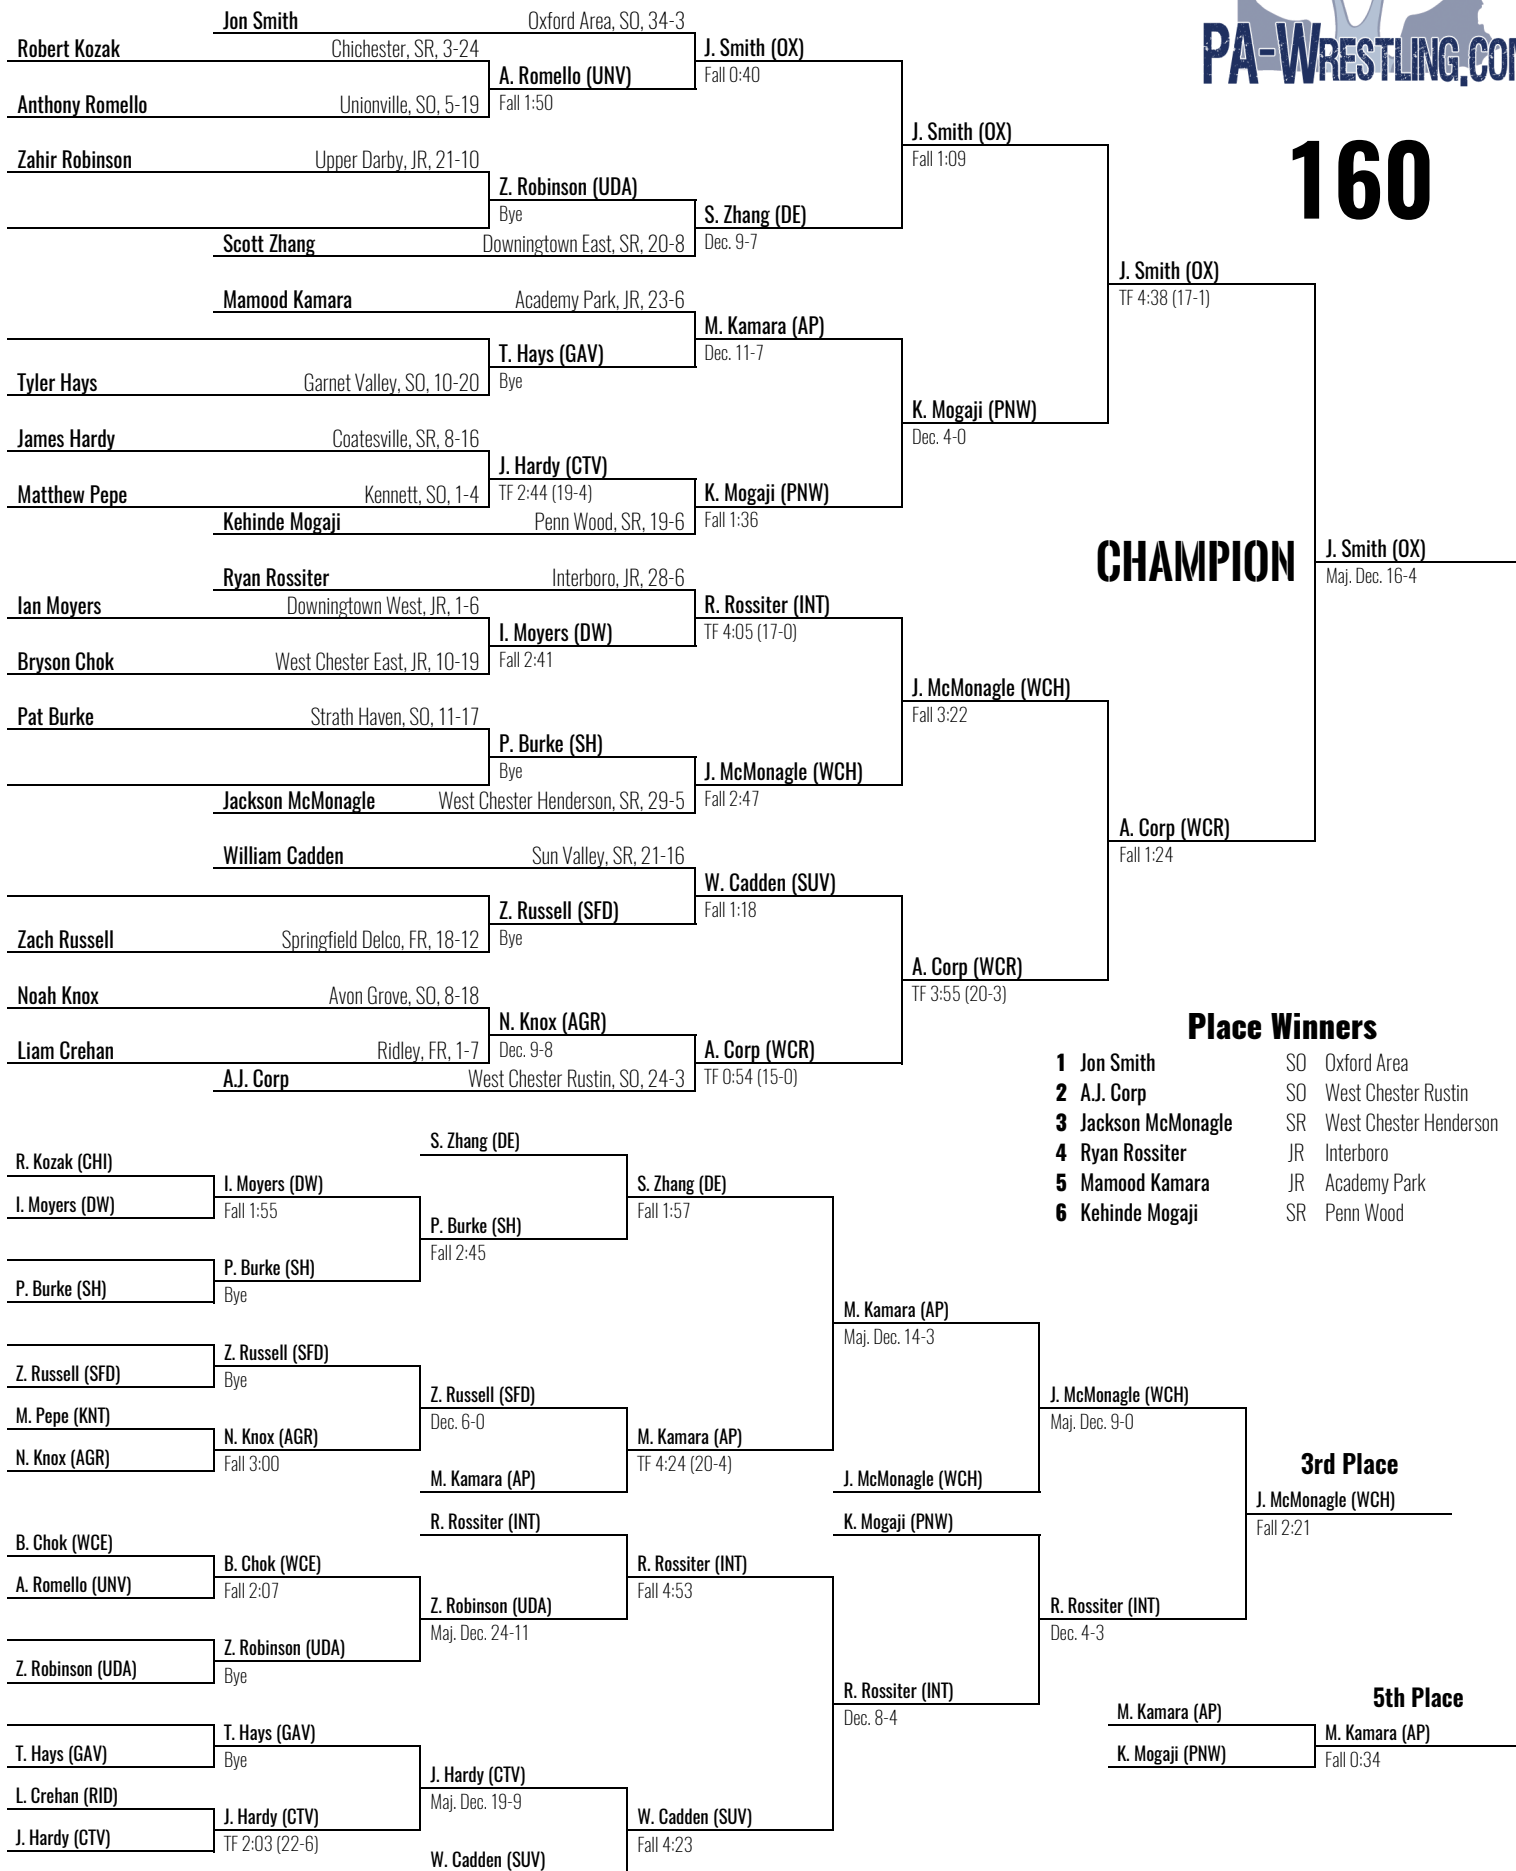 PA-WRESTLING.CO
160
Jon Smith Oxford Area, SO, 34-3
Robert Kozak Chichester, SR, 3-24
J. Smith (OX)
Fall 0:40
A. Romello (UNV)
Fall 1:50
Anthony Romello Unionville, SO, 5-19
J. Smith (OX)
Fall 1:09
Zahir Robinson Upper Darby, JR, 21-10
Z. Robinson (UDA)
Bye
S. Zhang (DE)
Dec. 9-7
Scott Zhang Downingtown East, SR, 20-8
J. Smith (OX)
TF 4:38 (17-1)
Mamood Kamara Academy Park, JR, 23-6
M. Kamara (AP)
Dec. 11-7
T. Hays (GAV)
Bye
Tyler Hays Garnet Valley, SO, 10-20
K. Mogaji (PNW)
Dec. 4-0
James Hardy Coatesville, SR, 8-16
J. Hardy (CTV)
TF 2:44 (19-4)
Matthew Pepe Kennett, SO, 1-4
K. Mogaji (PNW)
Fall 1:36
Kehinde Mogaji Penn Wood, SR, 19-6
CHAMPION
J. Smith (OX)
Maj. Dec. 16-4
Ryan Rossiter Interboro, JR, 28-6
Ian Moyers Downingtown West, JR, 1-6
R. Rossiter (INT)
TF 4:05 (17-0)
I. Moyers (DW)
Fall 2:41
Bryson Chok West Chester East, JR, 10-19
J. McMonagle (WCH)
Fall 3:22
Pat Burke Strath Haven, SO, 11-17
P. Burke (SH)
Bye
J. McMonagle (WCH)
Fall 2:47
Jackson McMonagle West Chester Henderson, SR, 29-5
A. Corp (WCR)
Fall 1:24
William Cadden Sun Valley, SR, 21-16
W. Cadden (SUV)
Fall 1:18
Z. Russell (SFD)
Bye
Zach Russell Springfield Delco, FR, 18-12
A. Corp (WCR)
TF 3:55 (20-3)
Noah Knox Avon Grove, SO, 8-18
N. Knox (AGR)
Dec. 9-8
Liam Crehan Ridley, FR, 1-7
A. Corp (WCR)
TF 0:54 (15-0)
A.J. Corp West Chester Rustin, SO, 24-3
Place Winners
1 Jon Smith SO Oxford Area
2 A.J. Corp SO West Chester Rustin
3 Jackson McMonagle SR West Chester Henderson
4 Ryan Rossiter JR Interboro
5 Mamood Kamara JR Academy Park
6 Kehinde Mogaji SR Penn Wood
S. Zhang (DE)
R. Kozak (CHI)
I. Moyers (DW)
Fall 1:55
I. Moyers (DW)
S. Zhang (DE)
Fall 1:57
P. Burke (SH)
Fall 2:45
P. Burke (SH)
Bye
P. Burke (SH)
M. Kamara (AP)
Maj. Dec. 14-3
Z. Russell (SFD)
Bye
Z. Russell (SFD)
Z. Russell (SFD)
Dec. 6-0
M. Pepe (KNT)
N. Knox (AGR)
Fall 3:00
N. Knox (AGR)
M. Kamara (AP)
TF 4:24 (20-4)
M. Kamara (AP)
J. McMonagle (WCH)
J. McMonagle (WCH)
Maj. Dec. 9-0
3rd Place
J. McMonagle (WCH)
Fall 2:21
R. Rossiter (INT)
K. Mogaji (PNW)
B. Chok (WCE)
B. Chok (WCE)
Fall 2:07
A. Romello (UNV)
R. Rossiter (INT)
Fall 4:53
Z. Robinson (UDA)
Maj. Dec. 24-11
Z. Robinson (UDA)
Bye
Z. Robinson (UDA)
R. Rossiter (INT)
Dec. 4-3
R. Rossiter (INT)
Dec. 8-4
T. Hays (GAV)
Bye
T. Hays (GAV)
J. Hardy (CTV)
Maj. Dec. 19-9
L. Crehan (RID)
J. Hardy (CTV)
TF 2:03 (22-6)
J. Hardy (CTV)
W. Cadden (SUV)
Fall 4:23
W. Cadden (SUV)
5th Place
M. Kamara (AP)
M. Kamara (AP)
Fall 0:34
K. Mogaji (PNW)